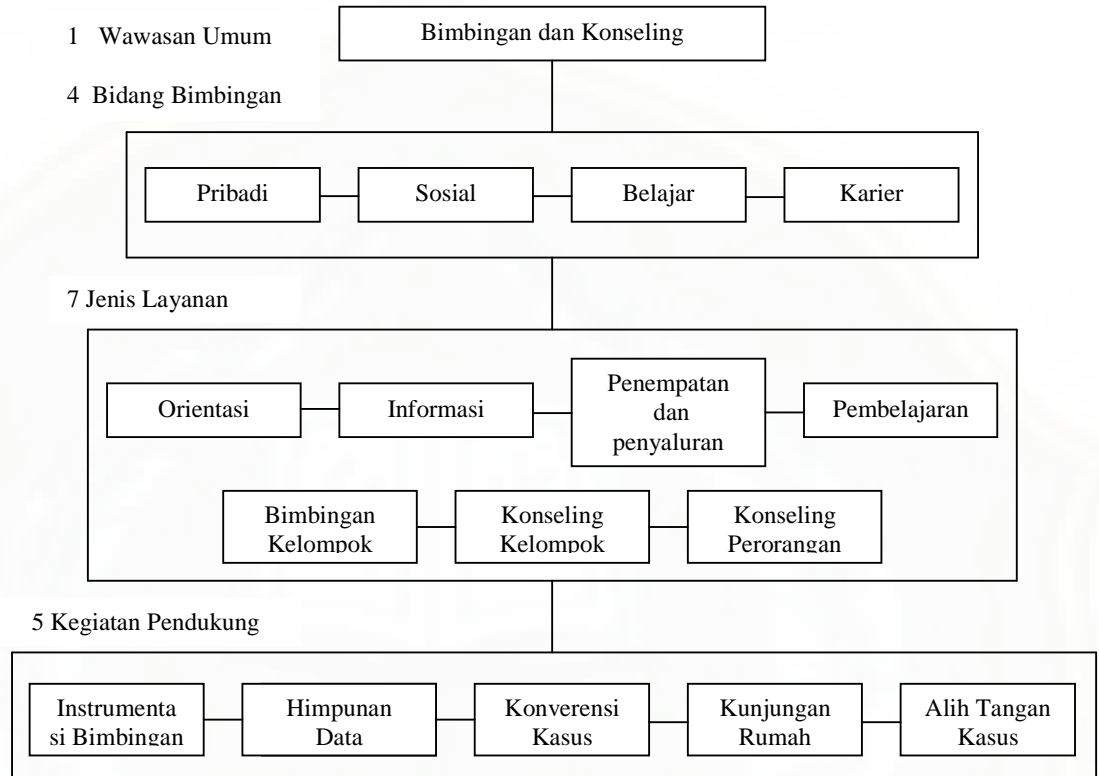 1 Wawasan Umum
Bimbingan dan Konseling
4 Bidang Bimbingan
Pribadi
Sosial
Belajar
Karier
7 Jenis Layanan
Orientasi
Informasi
Penempatan
dan
penyaluran
Pembelajaran
Bimbingan
Kelompok
Konseling
Kelompok
Konseling
Perorangan
5 Kegiatan Pendukung
Instrumenta
si Bimbingan
Himpunan
Data
Konverensi
Kasus
Kunjungan
Rumah
Alih Tangan
Kasus